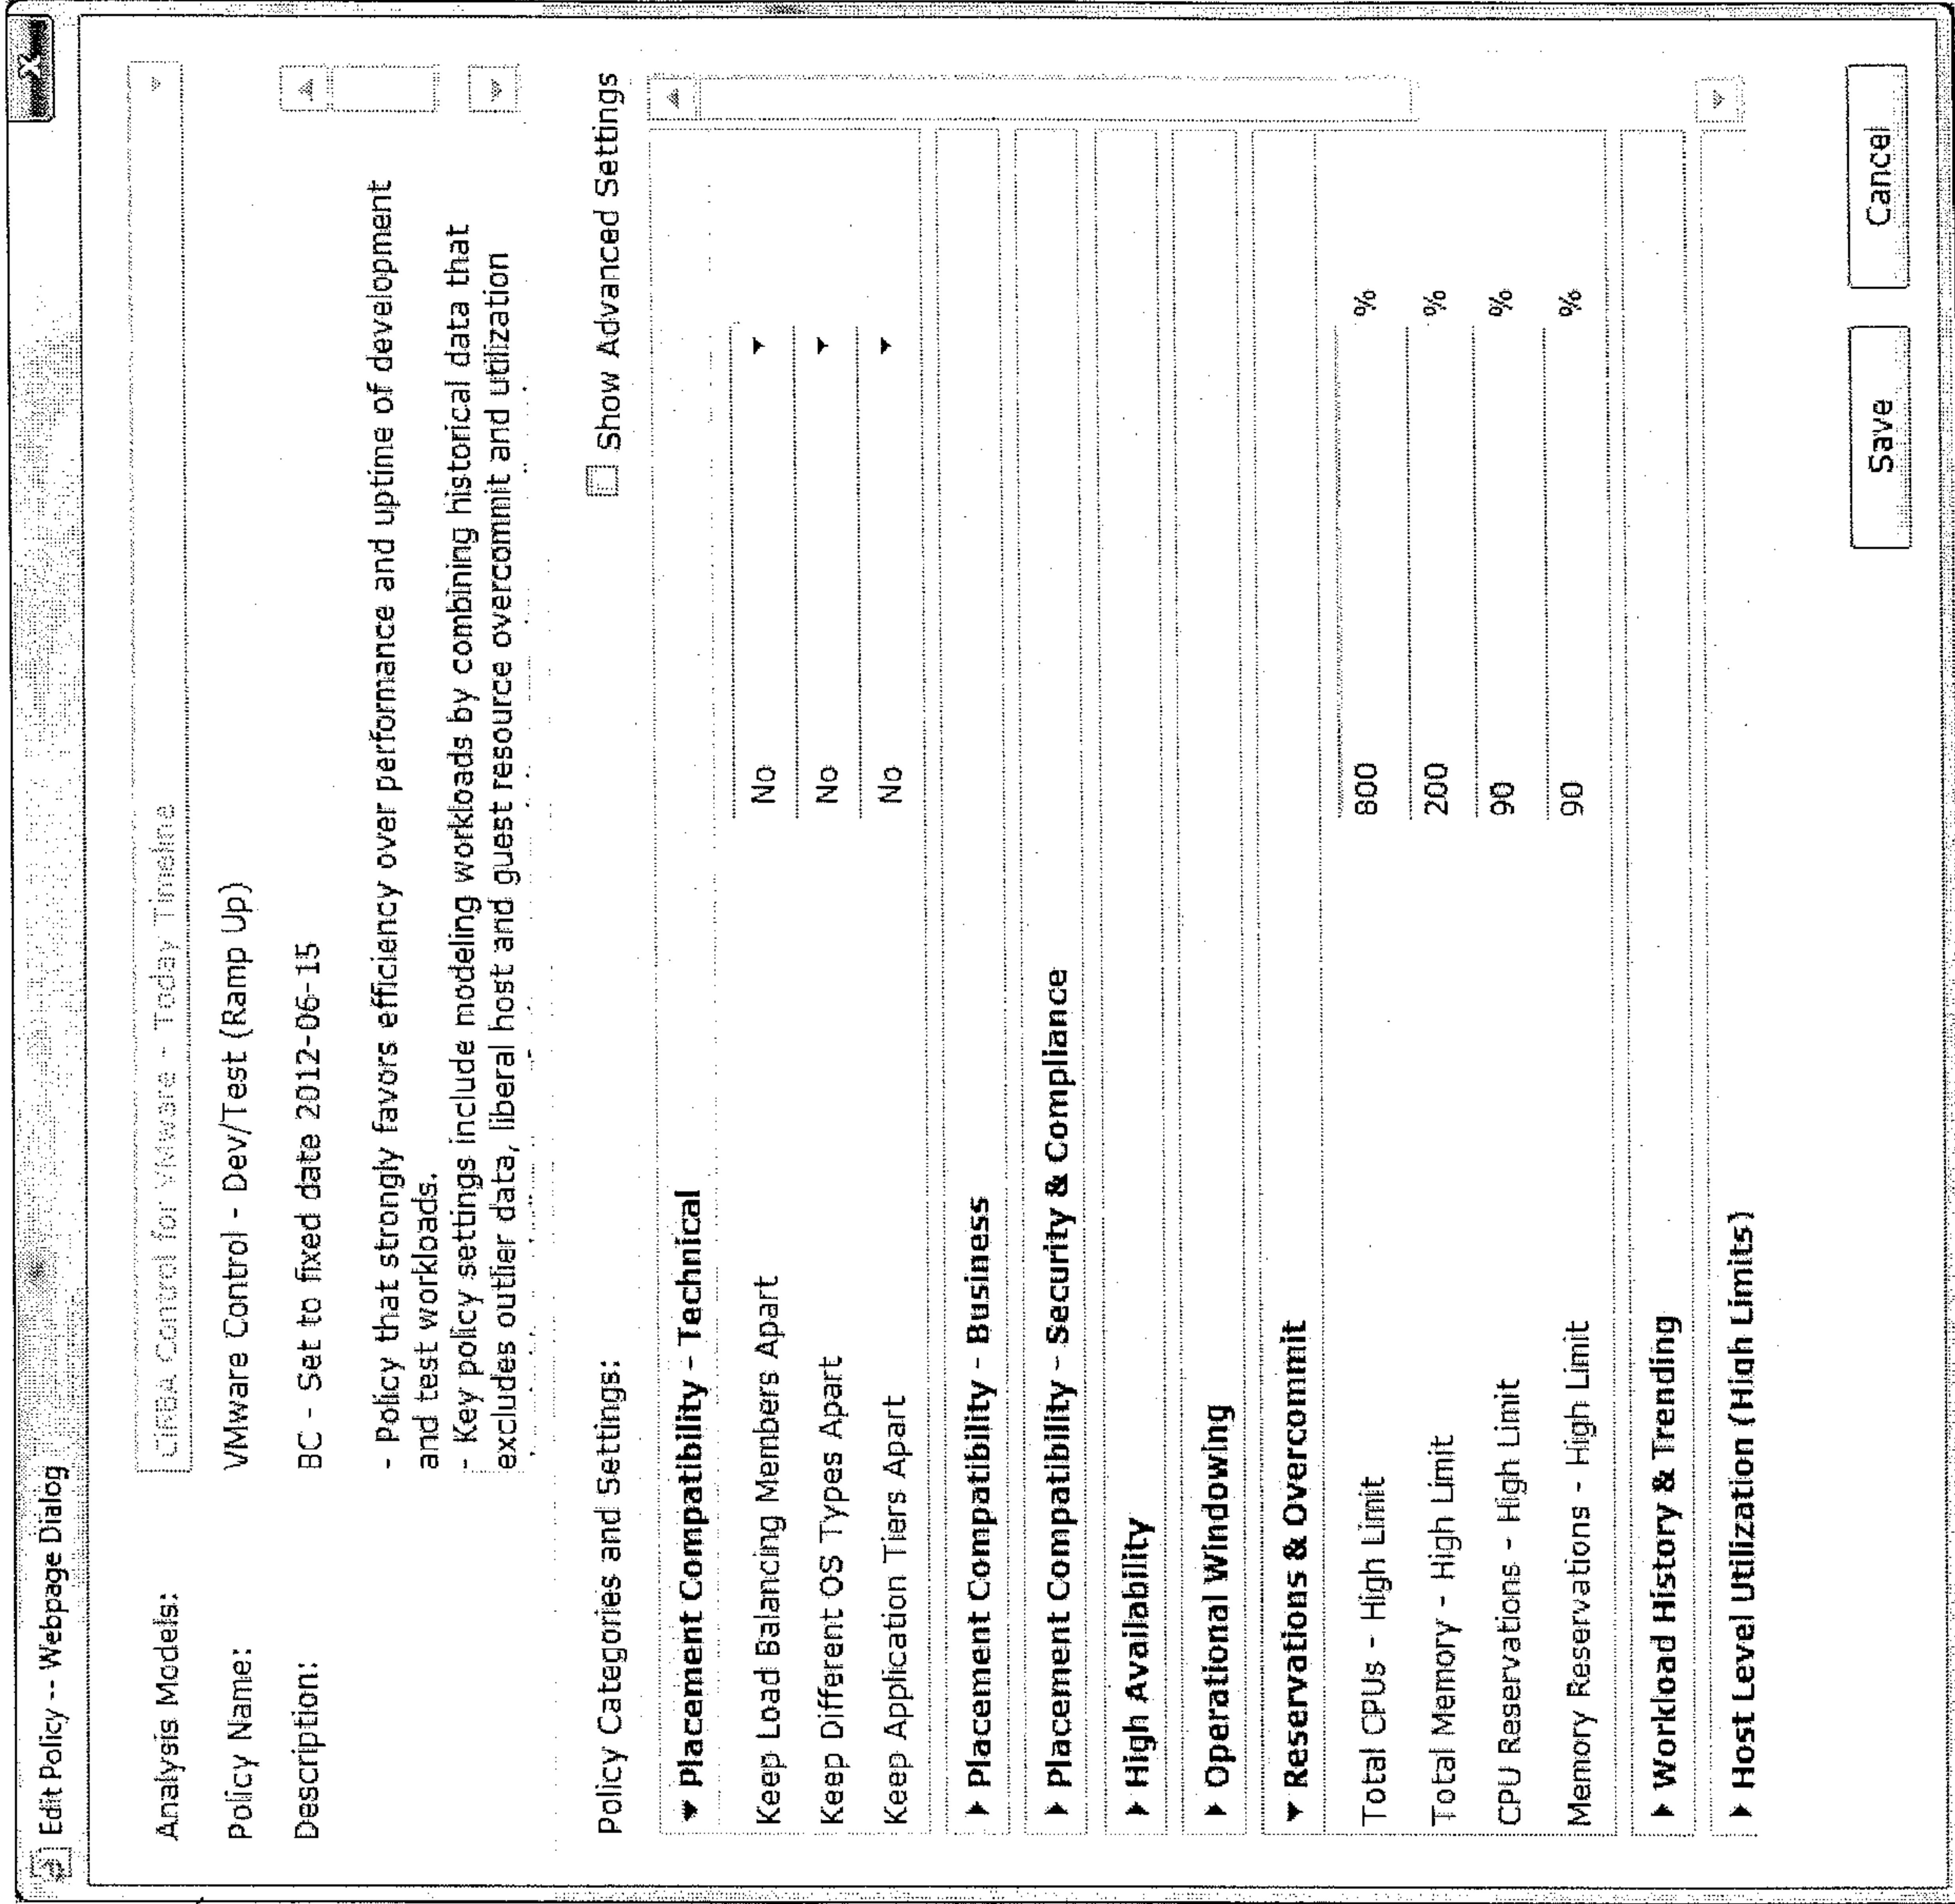 Edit Policy -- Webpage Dialog
X
Analysis Models: CiRBA Control for VMware - Today Timeline
Policy Name: VMware Control - Dev/Test (Ramp Up)
Description: BC - Set to fixed date 2012-06-15
- Policy that strongly favors efficiency over performance and uptime of development
and test workloads.
- Key policy settings include modeling workloads by combining historical data that
excludes outlier data, liberal host and guest resource overcommit and utilization
Policy Categories and Settings: Show Advanced Settings
Placement Compatibility - Technical
Keep Load Balancing Members Apart No
Keep Different OS Types Apart No
Keep Application Tiers Apart No
Placement Compatibility - Business
Placement Compatibility - Security & Compliance
High Availability
Operational Windowing
Reservations & Overcommit
Total CPUs - High Limit 800 %
Total Memory - High Limit 200 %
CPU Reservations - High Limit 90 %
Memory Reservations - High Limit 90 %
Workload History & Trending
Host Level Utilization (High Limits)
Save Cancel